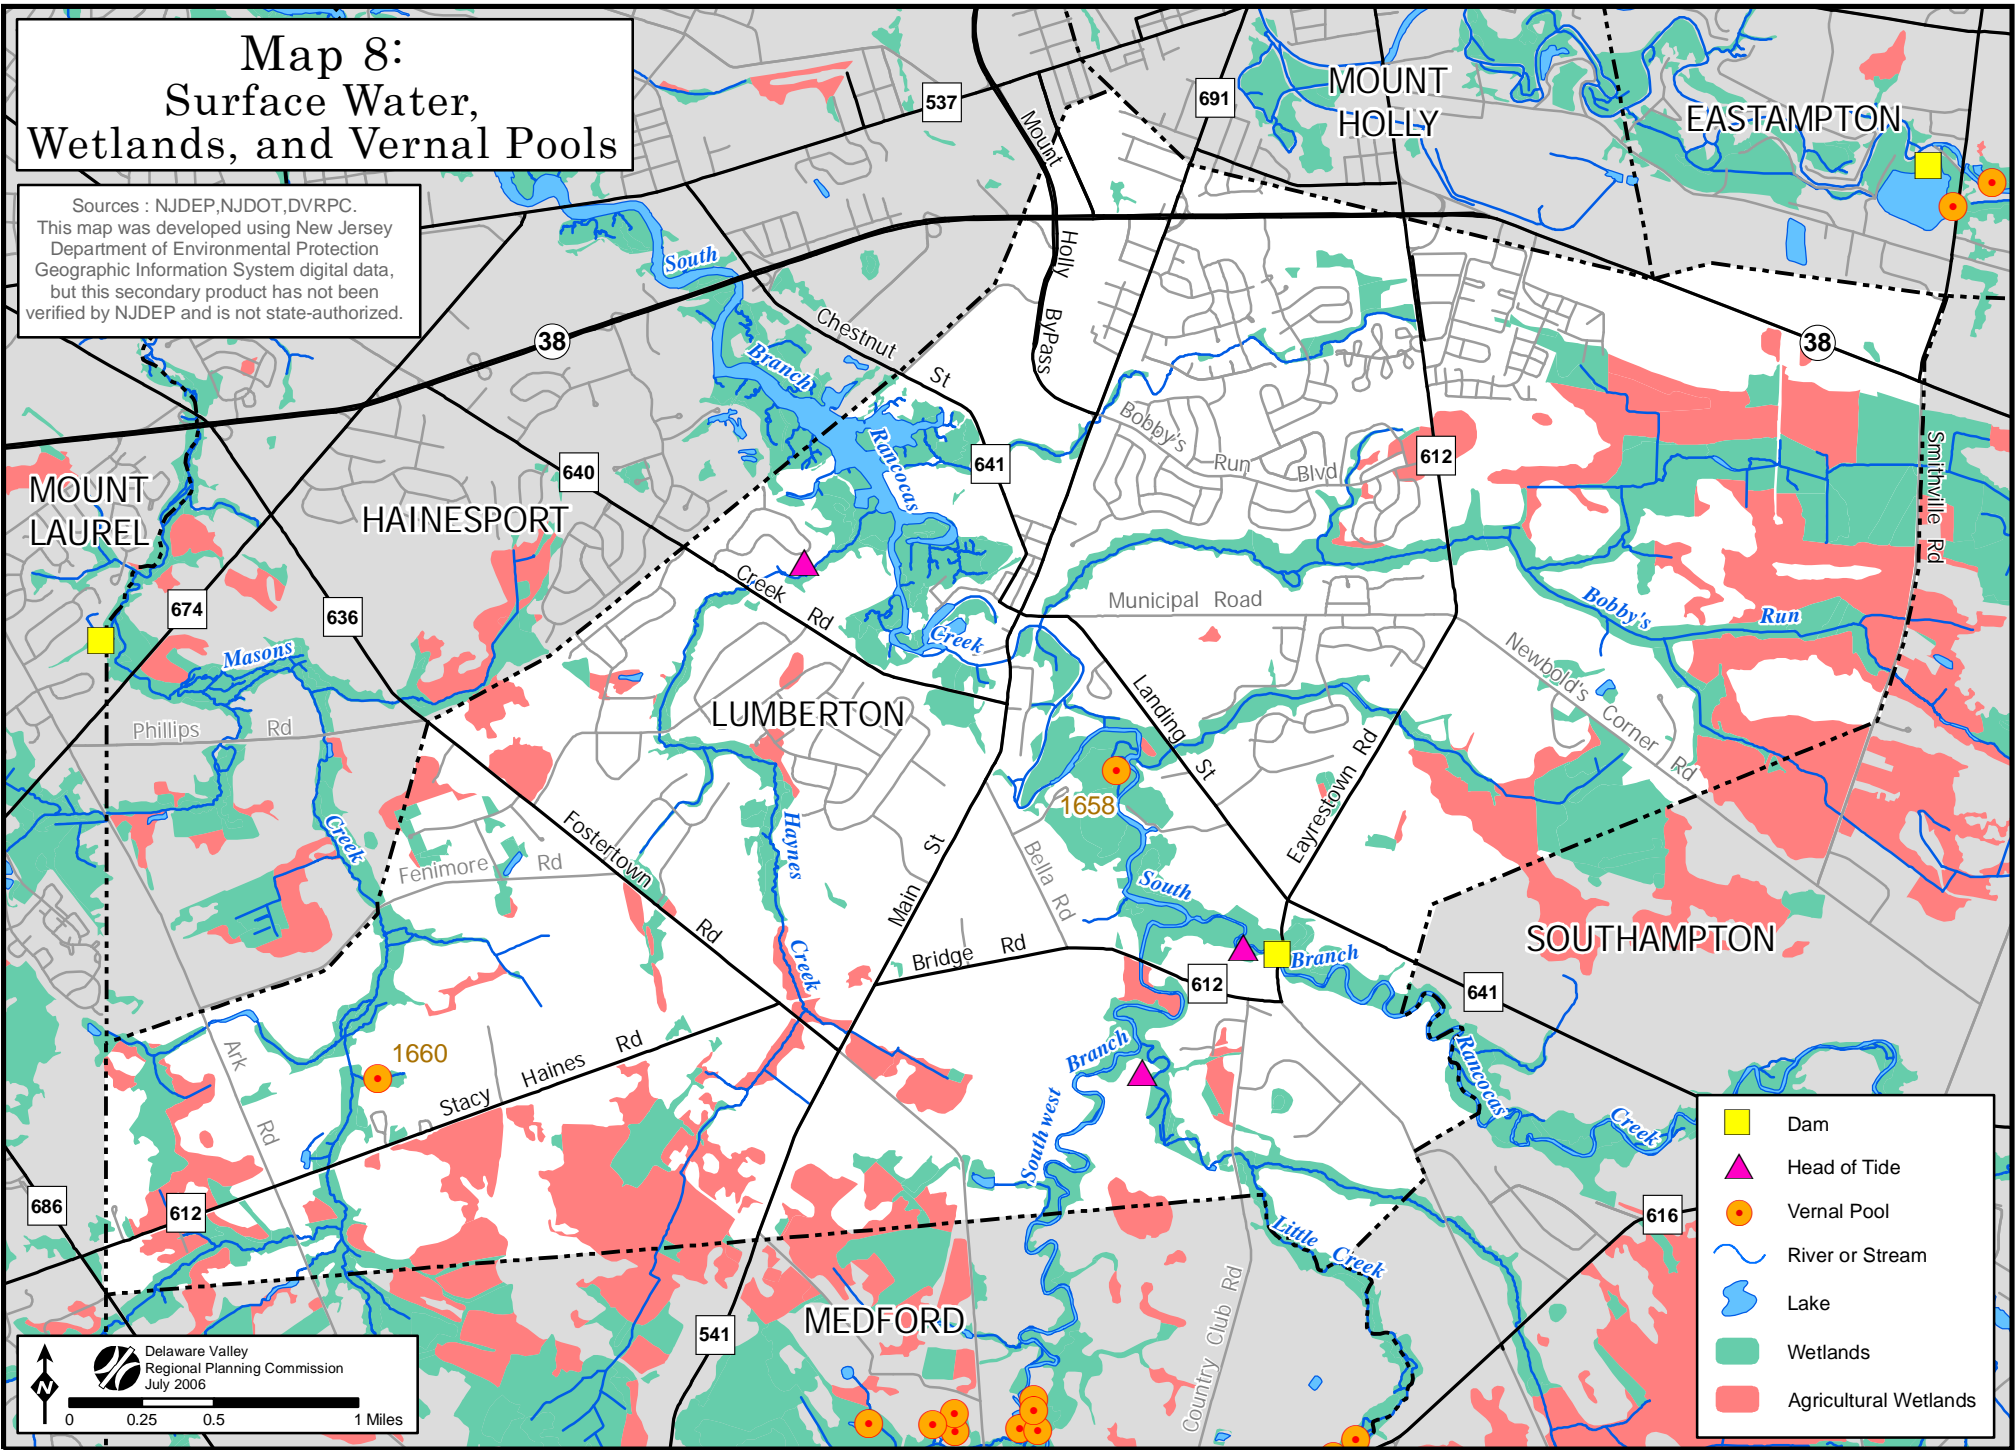 Map 8:
Surface Water,
Wetlands, and Vernal Pools
Sources : NJDEP,NJDOT,DVRPC.
This map was developed using New Jersey
Department of Environmental Protection
Geographic Information System digital data,
but this secondary product has not been
verified by NJDEP and is not state-authorized.
537
691
MOUNT
HOLLY
EASTAMPTON
Mount
Holly
ByPass
South
Branch
Rancocas
Creek
38
Chestnut
St
38
640
641
Bobby's
Run
Blvd
612
Smithville Rd
MOUNT
LAUREL
HAINESPORT
674
636
Creek
Rd
Municipal Road
Bobby's
Run
Masons
Creek
Phillips
Rd
LUMBERTON
Landing
St
Newbold's
Corner
Rd
Eayrestown Rd
1658
Fostertown
Rd
Fenimore
Rd
Haynes
Creek
Main
St
Bella Rd
South
Branch
Rancocas
Creek
SOUTHAMPTON
Bridge
Rd
612
641
1660
Ark
Rd
Stacy
Haines
Rd
Southwest
Branch
686
612
616
Little
Creek
MEDFORD
541
Country Club Rd
Dam
Head of Tide
Vernal Pool
River or Stream
Lake
Wetlands
Agricultural Wetlands
N
Delaware Valley
Regional Planning Commission
July 2006
0 0.25 0.5 1 Miles